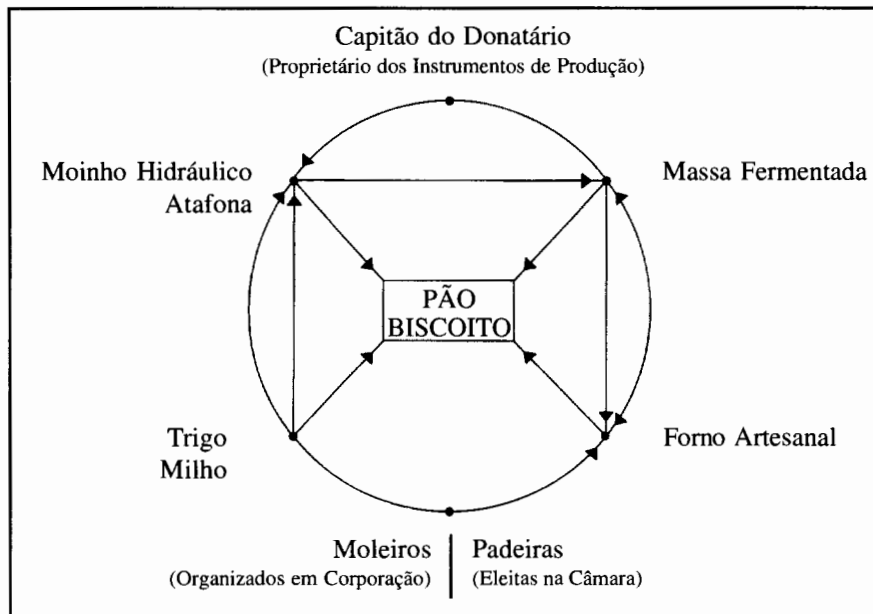 Capitão do Donatário
(Proprietário dos Instrumentos de Produção)
Moinho Hidráulico
Atafona
Massa Fermentada
PÃO
BISCOITO
Trigo
Milho
Forno Artesanal
Moleiros
(Organizados em Corporação)
Padeiras
(Eleitas na Câmara)